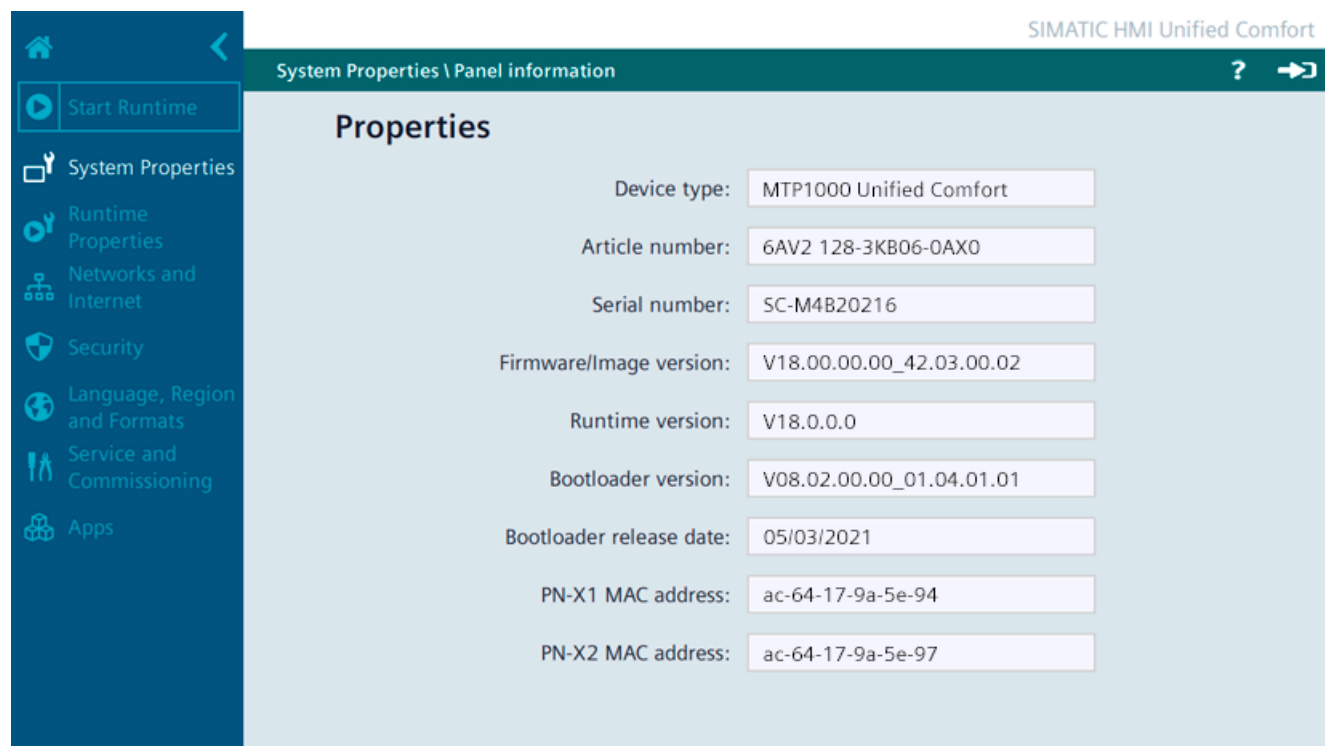 SIMATIC HMI Unified Comfort
System Properties \ Panel information
?
Start Runtime
System Properties
Runtime
Properties
Networks and
Internet
Security
Language, Region
and Formats
Service and
Commissioning
Apps
Properties
Device type: MTP1000 Unified Comfort
Article number: 6AV2 128-3KB06-0AX0
Serial number: SC-M4B20216
Firmware/Image version: V18.00.00.00_42.03.00.02
Runtime version: V18.0.0.0
Bootloader version: V08.02.00.00_01.04.01.01
Bootloader release date: 05/03/2021
PN-X1 MAC address: ac-64-17-9a-5e-94
PN-X2 MAC address: ac-64-17-9a-5e-97